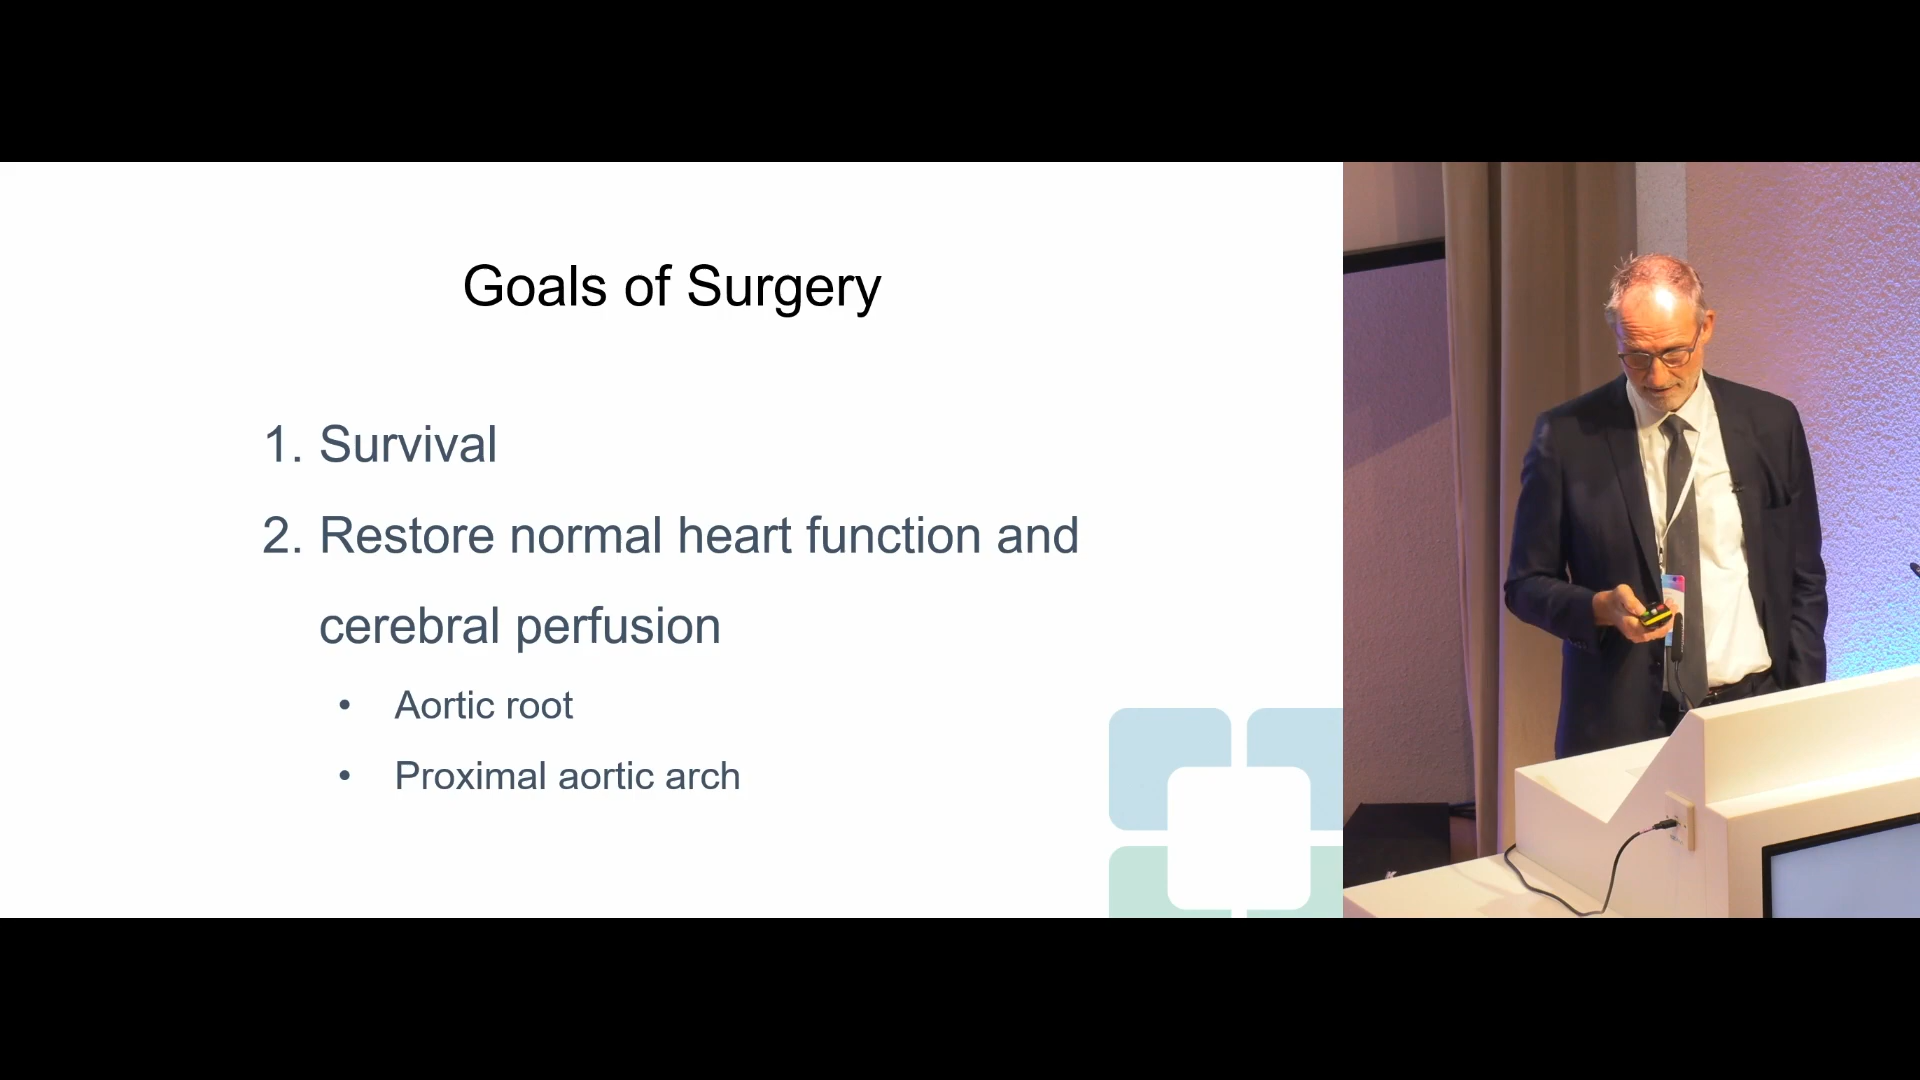 Goals of Surgery
1. Survival
2. Restore normal heart function and
cerebral perfusion
• Aortic root
• Proximal aortic arch